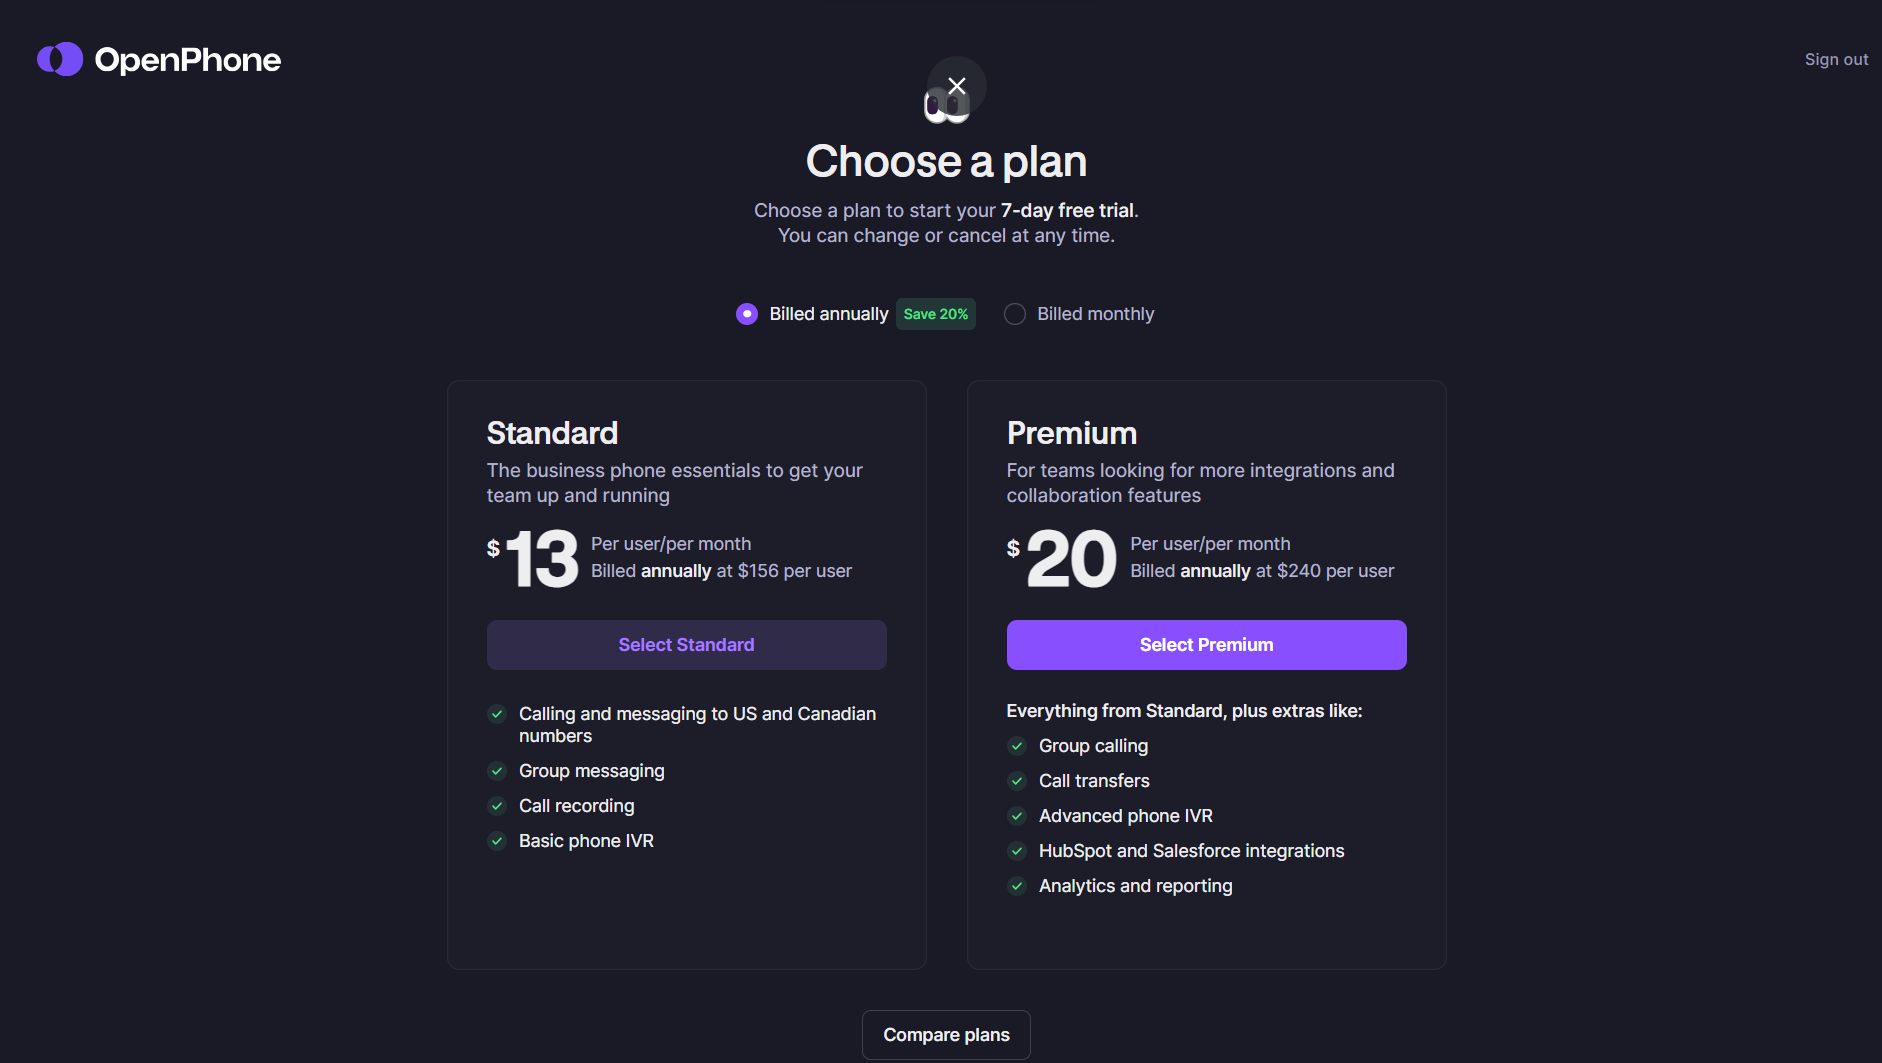 OpenPhone
Sign out
Choose a plan
Choose a plan to start your 7-day free trial.
You can change or cancel at any time.
Billed annually Save 20% Billed monthly
Standard
The business phone essentials to get your
team up and running
$13 Per user/per month
Billed annually at $156 per user
Select Standard
Calling and messaging to US and Canadian
numbers
Group messaging
Call recording
Basic phone IVR
Premium
For teams looking for more integrations and
collaboration features
$20 Per user/per month
Billed annually at $240 per user
Select Premium
Everything from Standard, plus extras like:
Group calling
Call transfers
Advanced phone IVR
HubSpot and Salesforce integrations
Analytics and reporting
Compare plans